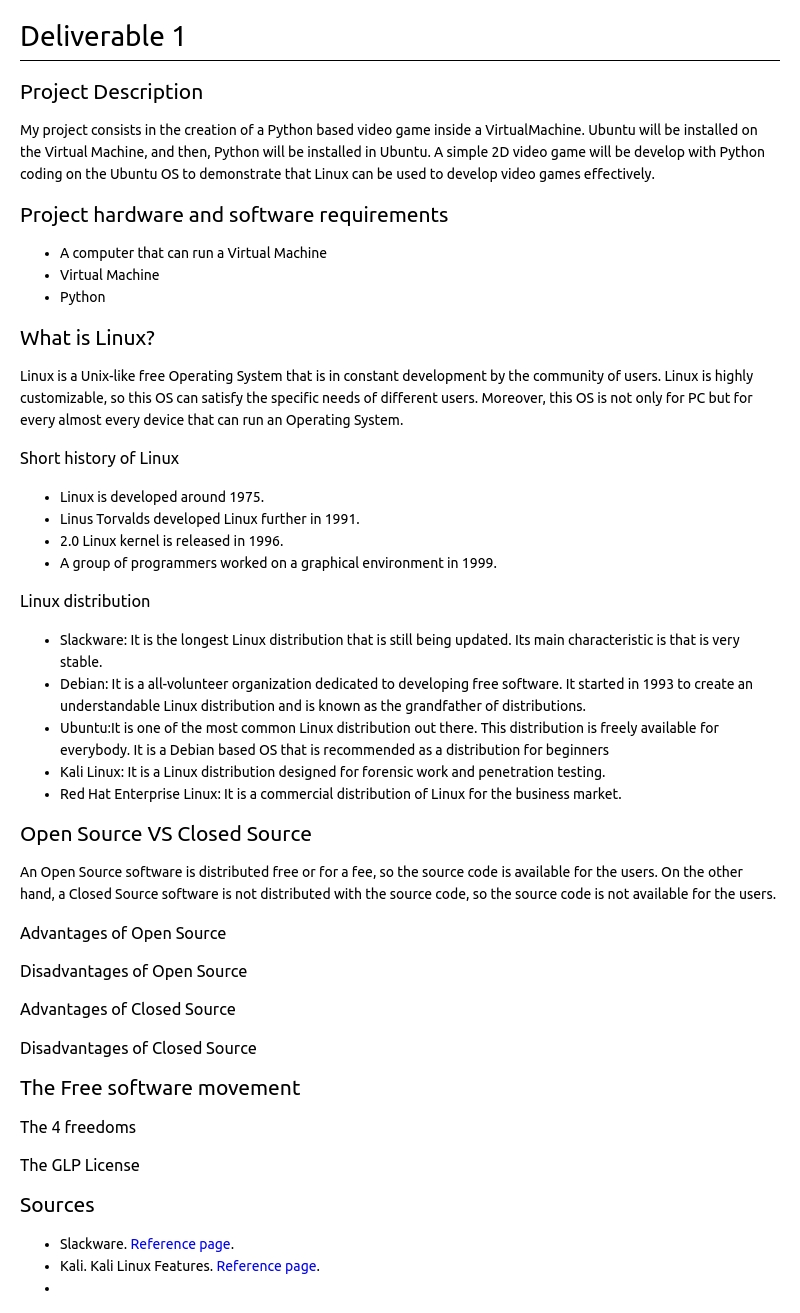 Deliverable 1
Project Description
My project consists in the creation of a Python based video game inside a VirtualMachine. Ubuntu will be installed on
the Virtual Machine, and then, Python will be installed in Ubuntu. A simple 2D video game will be develop with Python
coding on the Ubuntu OS to demonstrate that Linux can be used to develop video games effectively.
Project hardware and software requirements
• A computer that can run a Virtual Machine
• Virtual Machine
• Python
What is Linux?
Linux is a Unix-like free Operating System that is in constant development by the community of users. Linux is highly
customizable, so this OS can satisfy the specific needs of different users. Moreover, this OS is not only for PC but for
every almost every device that can run an Operating System.
Short history of Linux
• Linux is developed around 1975.
• Linus Torvalds developed Linux further in 1991.
• 2.0 Linux kernel is released in 1996.
• A group of programmers worked on a graphical environment in 1999.
Linux distribution
• Slackware: It is the longest Linux distribution that is still being updated. Its main characteristic is that is very
stable.
• Debian: It is a all-volunteer organization dedicated to developing free software. It started in 1993 to create an
understandable Linux distribution and is known as the grandfather of distributions.
• Ubuntu:It is one of the most common Linux distribution out there. This distribution is freely available for
everybody. It is a Debian based OS that is recommended as a distribution for beginners
• Kali Linux: It is a Linux distribution designed for forensic work and penetration testing.
• Red Hat Enterprise Linux: It is a commercial distribution of Linux for the business market.
Open Source VS Closed Source
An Open Source software is distributed free or for a fee, so the source code is available for the users. On the other
hand, a Closed Source software is not distributed with the source code, so the source code is not available for the users.
Advantages of Open Source
Disadvantages of Open Source
Advantages of Closed Source
Disadvantages of Closed Source
The Free software movement
The 4 freedoms
The GLP License
Sources
• Slackware. Reference page.
• Kali. Kali Linux Features. Reference page.
•